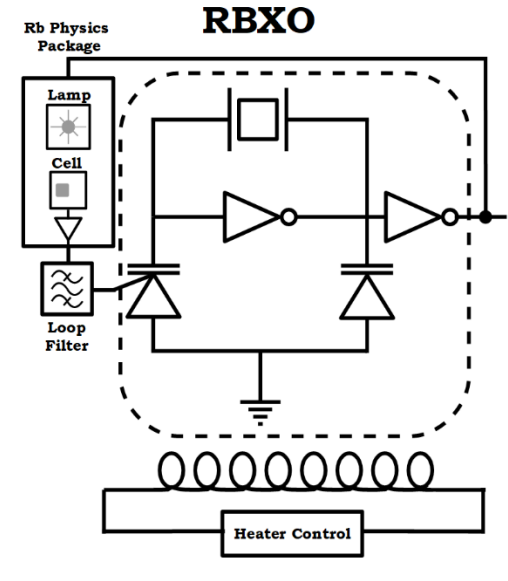 RBXO
Rb Physics
Package
Lamp
Cell
Loop
Filter
Heater Control